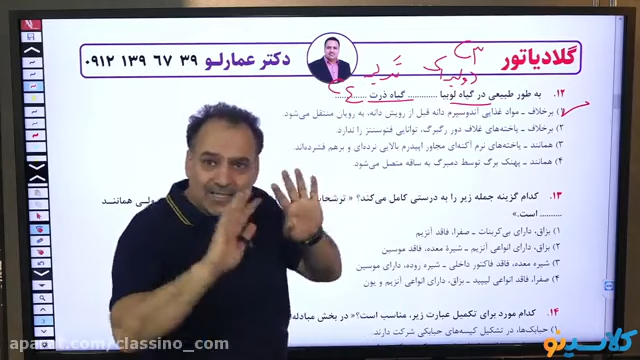 گلادیاتور
دکتر عمارلو ۰۹۱۲ ۱۳۹ ۶۷ ۳۹
C۳
دولپه‌ای
C۴
۱۲. به طور طبیعی در گیاه لوبیا ............ گیاه ذرت ............
۱) برخلاف ـ مواد غذایی آندوسپرم دانه قبل از رویش دانه، به رویان منتقل می‌شود.
۲) برخلاف ـ یاخته‌های غلاف دور رگبرگ، توانایی فتوسنتز را ندارد.
۳) همانند ـ یاخته‌های نرم آکنه‌ای مجاور اپیدرم بالایی نرده‌ای و برهم فشرده‌اند.
۴) همانند ـ پهنک برگ توسط دمبرگ به ساقه متصل می‌شود.
۱۳. کدام گزینه جمله زیر را به درستی کامل می‌کند؟ « ترشحات ولی همانند
......... است.»
۱) بزاق، دارای بی‌کربنات ـ صفرا، فاقد آنزیم
۲) بزاق، دارای انواعی آنزیم ـ شیرهٔ معده، فاقد موسین
۳) شیره معده، فاقد فاکتور داخلی ـ شیره روده، دارای موسین
۴) صفرا، فاقد انواعی لیپید ـ بزاق، دارای انواعی آنزیم و یون
۱۴. کدام مورد برای تکمیل عبارت زیر، مناسب است؟ « در بخش مبادله
۱) حبابک‌ها، در تشکیل کیسه‌های حبابکی شرکت دارند.
aparat.com/classino_com
کلاسینو